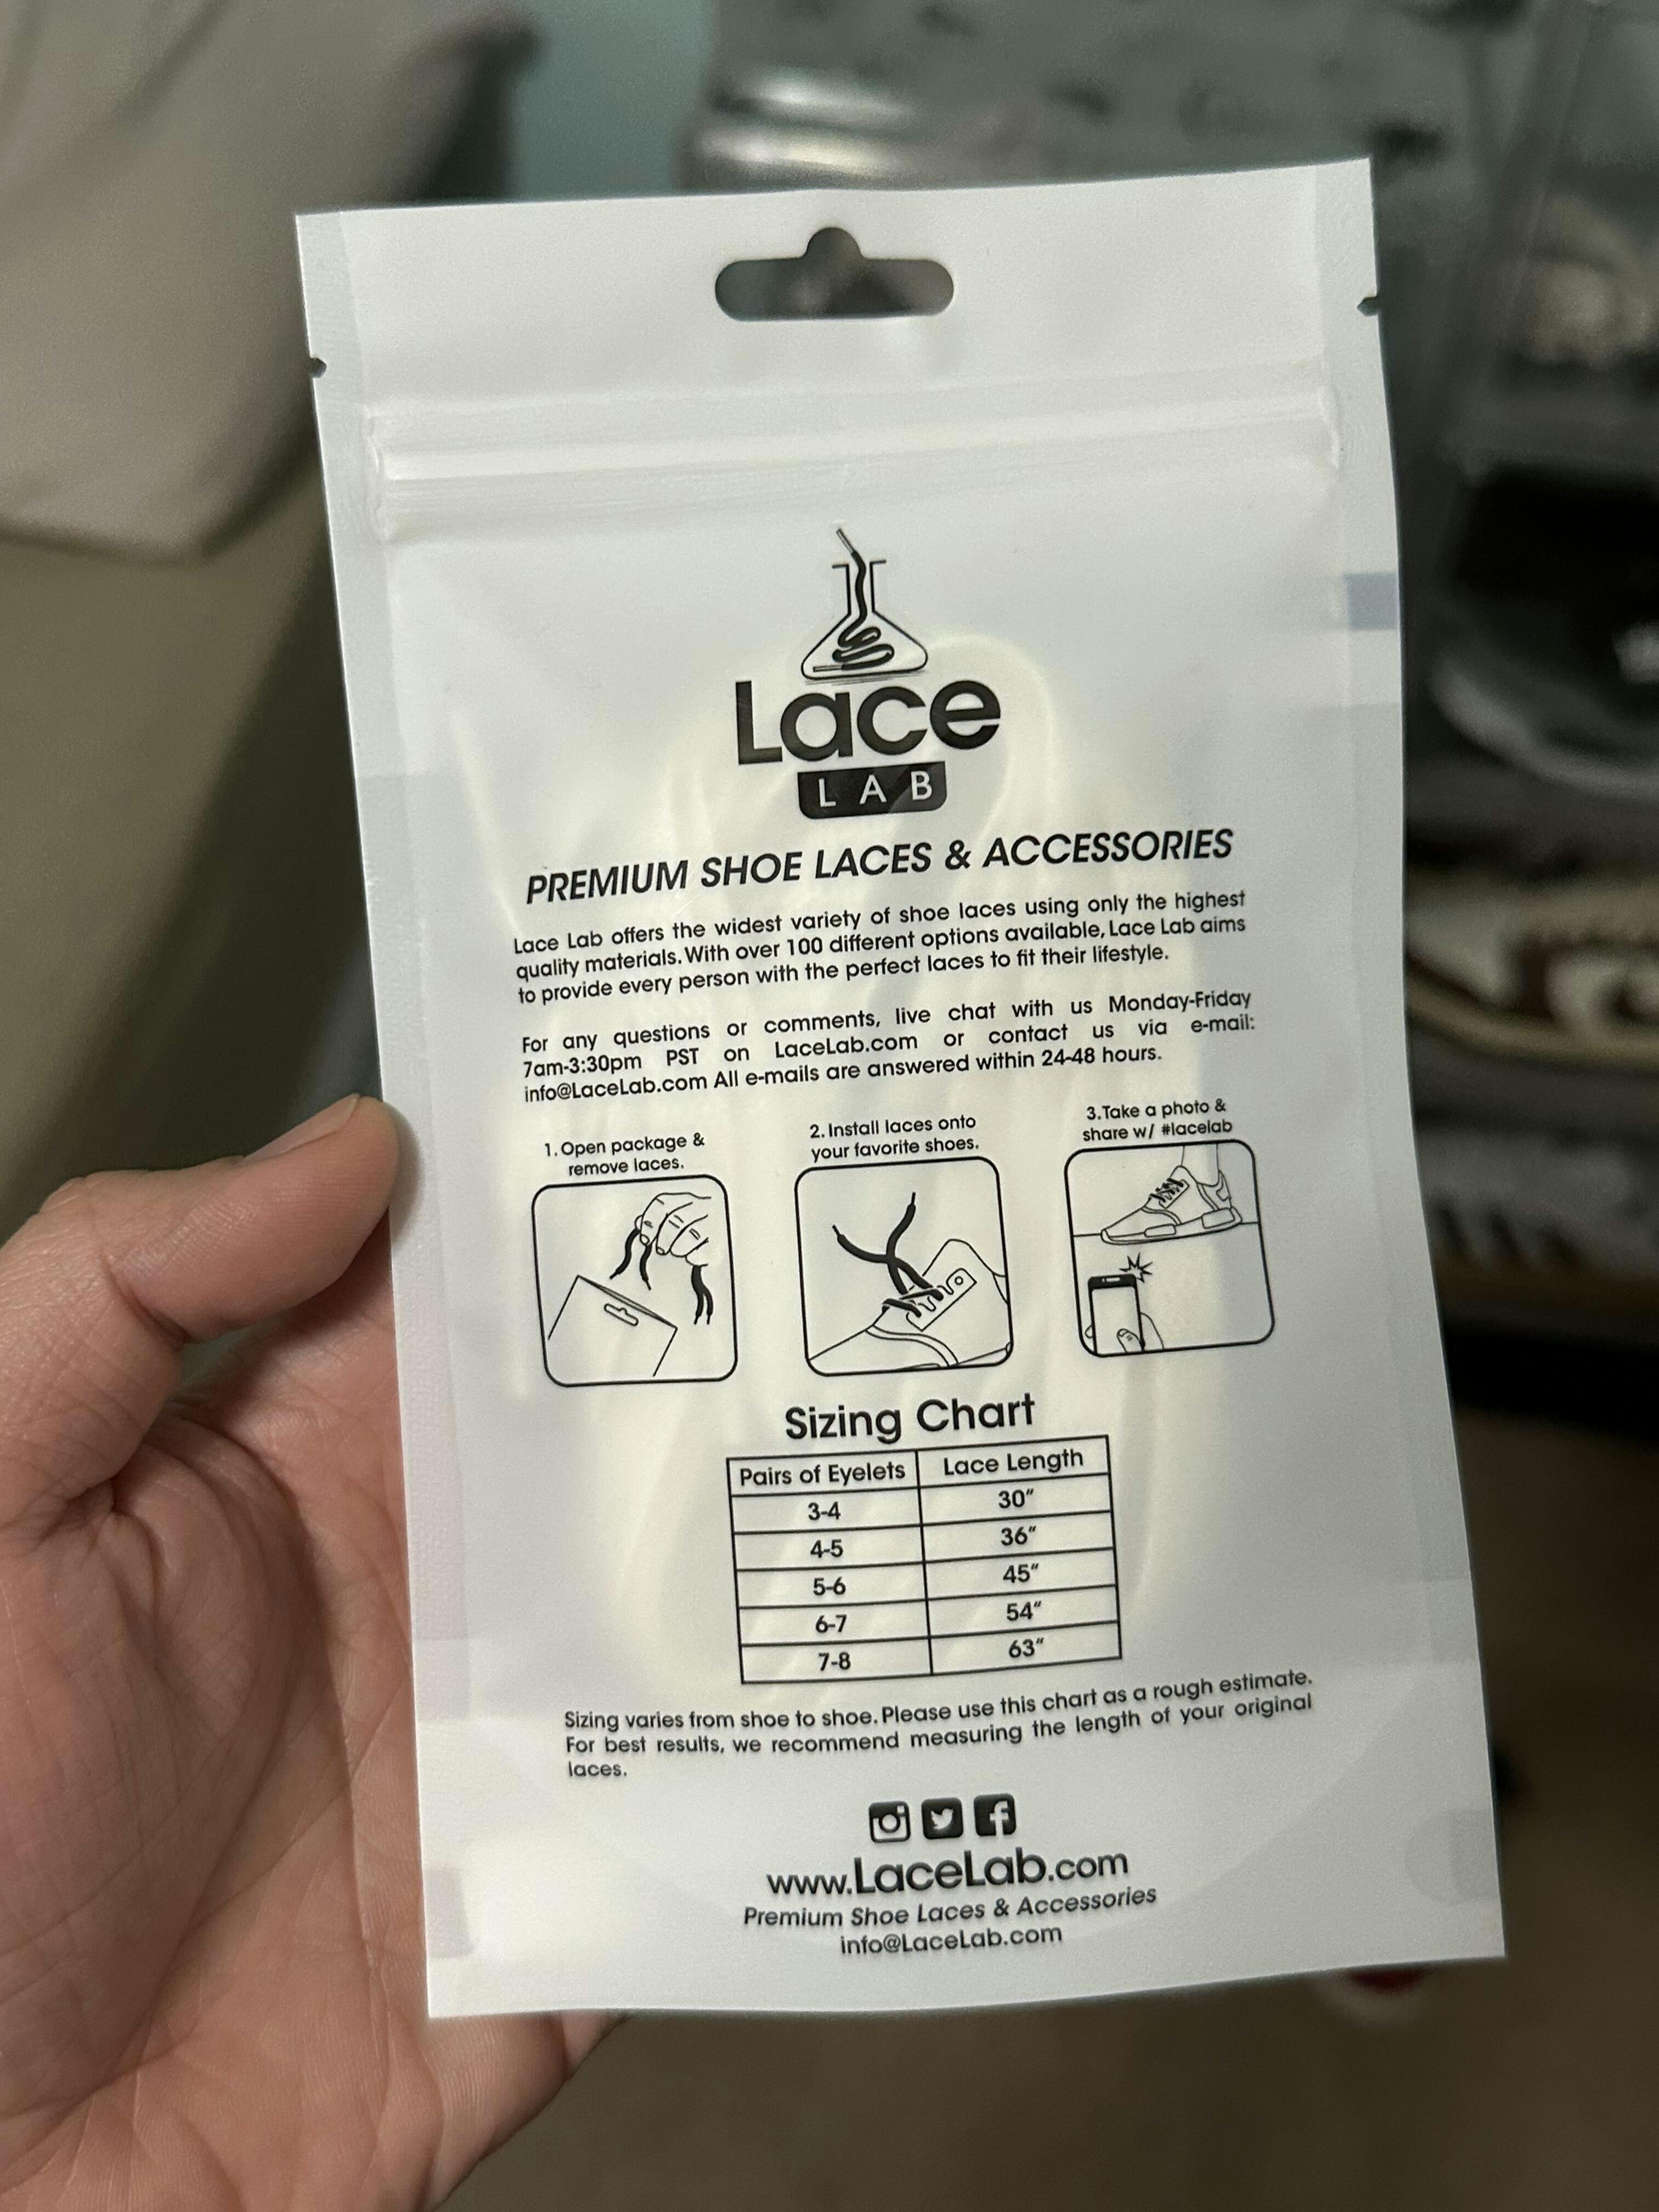 Lace
LAB
PREMIUM SHOE LACES & ACCESSORIES
Lace Lab offers the widest variety of shoe laces using only the highest
quality materials. With over 100 different options available, Lace Lab aims
to provide every person with the perfect laces to fit their lifestyle.
For any questions or comments, live chat with us Monday-Friday
7am-3:30pm PST on LaceLab.com or contact us via e-mail:
info@LaceLab.com All e-mails are answered within 24-48 hours.
1. Open package &
remove laces.
2. Install laces onto
your favorite shoes.
3. Take a photo &
share w/ #lacelab
Sizing Chart
Pairs of Eyelets Lace Length
3-4 30"
4-5 36"
5-6 45"
6-7 54"
7-8 63"
Sizing varies from shoe to shoe. Please use this chart as a rough estimate.
For best results, we recommend measuring the length of your original
laces.
www.LaceLab.com
Premium Shoe Laces & Accessories
info@LaceLab.com